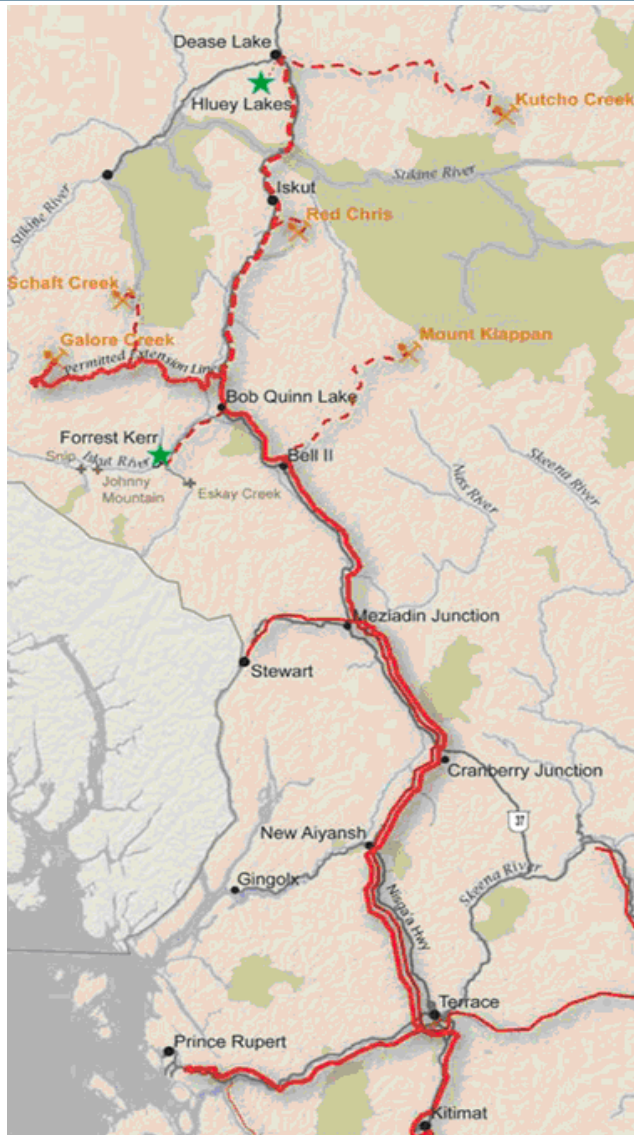 Dease Lake
Hluey Lakes
Kutcho Creek
Stikine River
Iskut
Stikine River
Red Chris
Schaft Creek
Galore Creek
Mount Klappan
Permitted Extension Line
Bob Quinn Lake
Forrest Kerr
Snip
Iskut River
Bell II
Johnny
Mountain
Eskay Creek
Nass River
Skeena River
Meziadin Junction
Stewart
Cranberry Junction
37
New Aiyansh
Gingolx
Skeena River
Nisga'a Hwy
Terrace
Prince Rupert
Kitimat